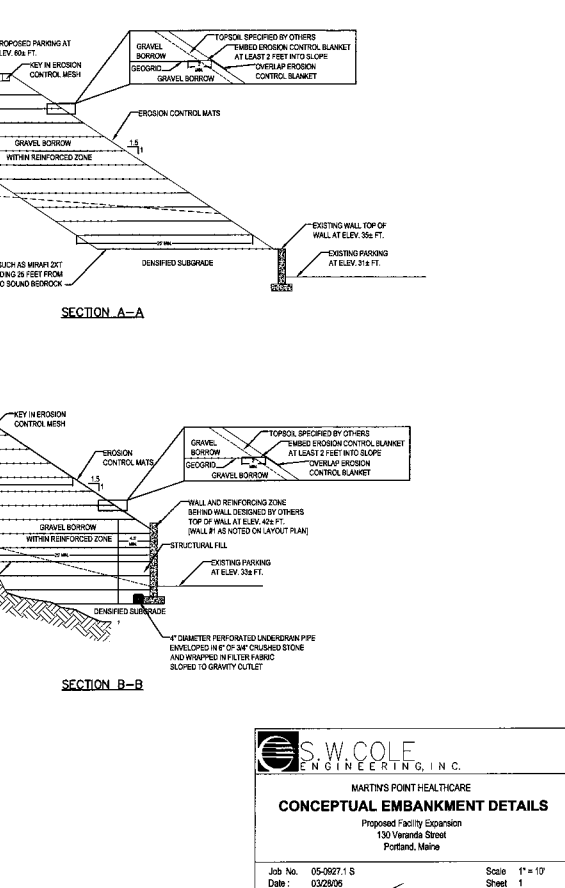 ROPOSED PARKING AT
LEV. 60± FT.
KEY IN EROSION
CONTROL MESH
GRAVEL
BORROW
GEOGRID
GRAVEL BORROW
TOPSOIL SPECIFIED BY OTHERS
EMBED EROSION CONTROL BLANKET
AT LEAST 2 FEET INTO SLOPE
OVERLAP EROSION
CONTROL BLANKET
EROSION CONTROL MATS
1.5
1
GRAVEL BORROW
WITHIN REINFORCED ZONE
EXISTING WALL TOP OF
WALL AT ELEV. 35± FT.
EXISTING PARKING
AT ELEV. 31± FT.
DENSIFIED SUBGRADE
SUCH AS MIRAFI 2XT
DING 25 FEET FROM
O SOUND BEDROCK
SECTION A-A
KEY IN EROSION
CONTROL MESH
GRAVEL
BORROW
GEOGRID
GRAVEL BORROW
TOPSOIL SPECIFIED BY OTHERS
EMBED EROSION CONTROL BLANKET
AT LEAST 2 FEET INTO SLOPE
OVERLAP EROSION
CONTROL BLANKET
EROSION
CONTROL MATS
1.5
1
WALL AND REINFORCING ZONE
BEHIND WALL DESIGNED BY OTHERS
TOP OF WALL AT ELEV. 42± FT.
[WALL #1 AS NOTED ON LAYOUT PLAN]
GRAVEL BORROW
WITHIN REINFORCED ZONE
STRUCTURAL FILL
EXISTING PARKING
AT ELEV. 33± FT.
DENSIFIED SUBGRADE
?
4" DIAMETER PERFORATED UNDERDRAIN PIPE
ENVELOPED IN 6" OF 3/4" CRUSHED STONE
AND WRAPPED IN FILTER FABRIC
SLOPED TO GRAVITY OUTLET
SECTION B-B
S.W.COLE
ENGINEERING, INC.
MARTIN'S POINT HEALTHCARE
CONCEPTUAL EMBANKMENT DETAILS
Proposed Facility Expansion
130 Veranda Street
Portland, Maine
Job No. 05-0927.1 S Scale 1" = 10'
Date : 03/28/06 Sheet 1